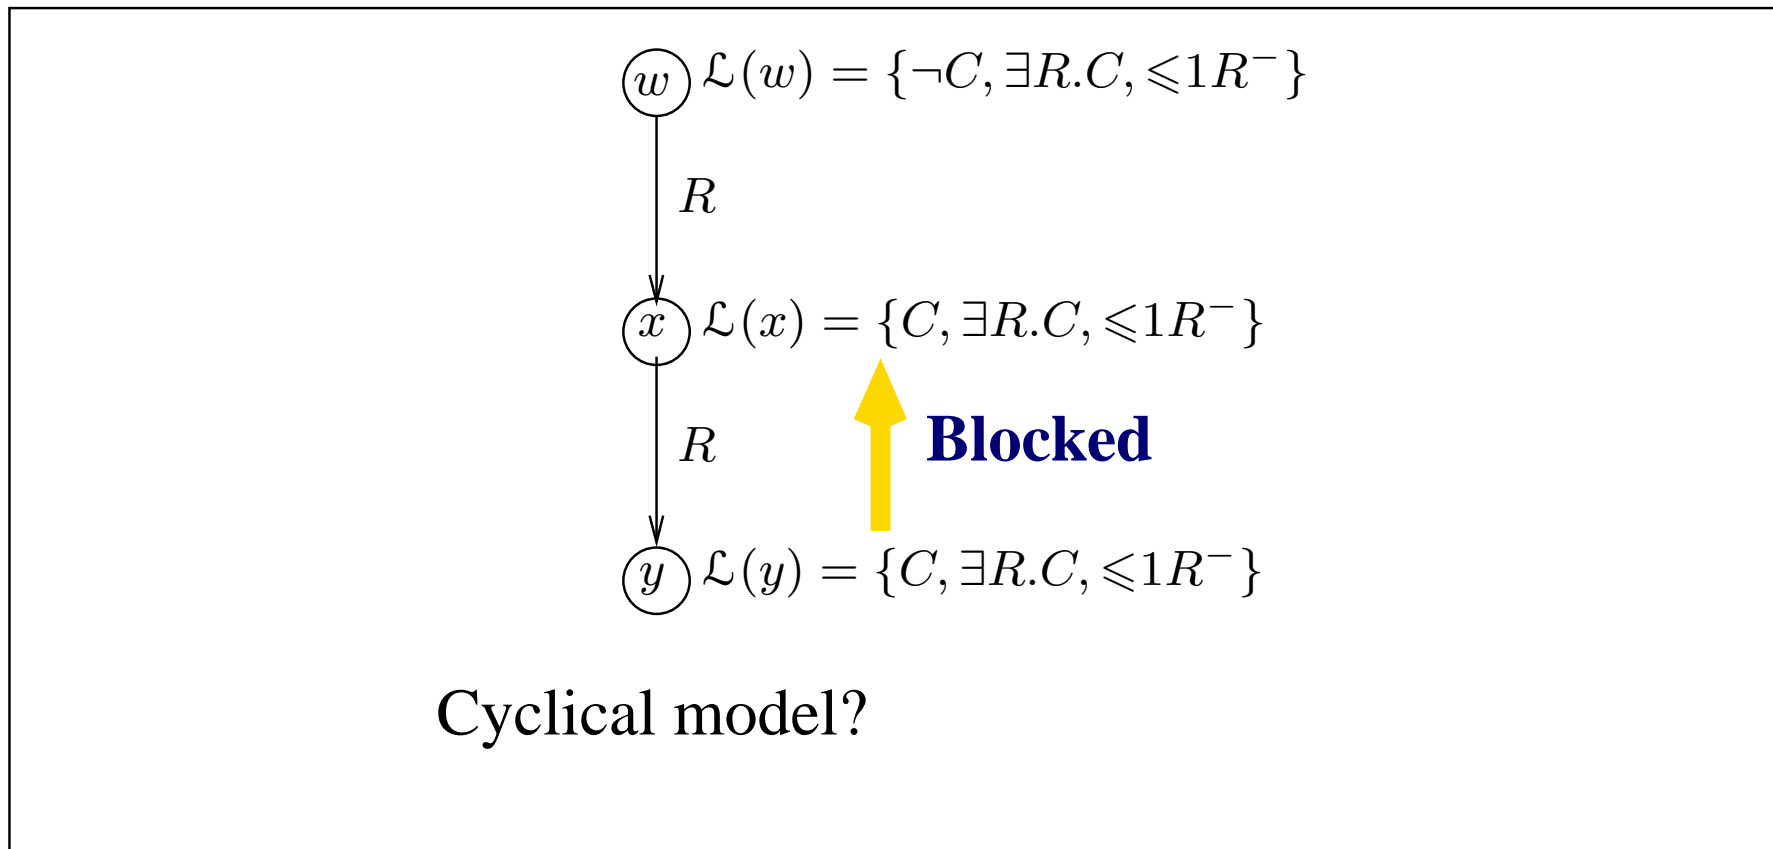 w ℒ(w) = {¬C, ∃R.C, ⩽1R⁻}
R
x ℒ(x) = {C, ∃R.C, ⩽1R⁻}
R
Blocked
y ℒ(y) = {C, ∃R.C, ⩽1R⁻}
Cyclical model?